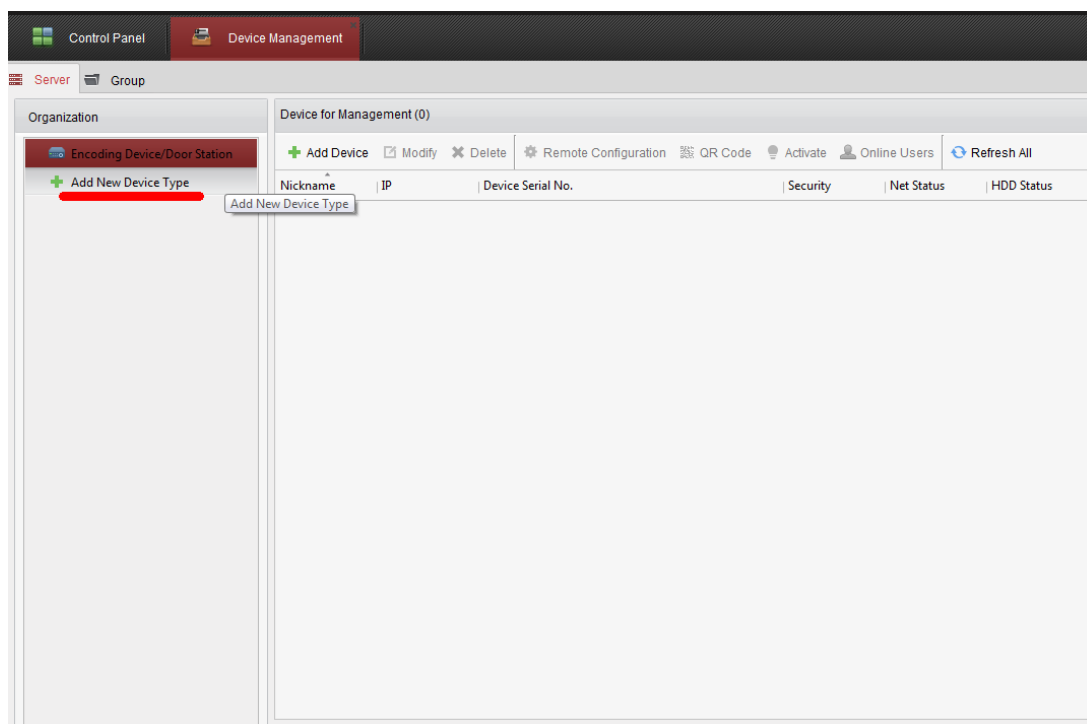 Control Panel Device Management
Server Group
Organization
Device for Management (0)
Encoding Device/Door Station
Add Device Modify Delete Remote Configuration QR Code Activate Online Users Refresh All
Add New Device Type
Nickname IP Device Serial No. Security Net Status HDD Status
Add New Device Type